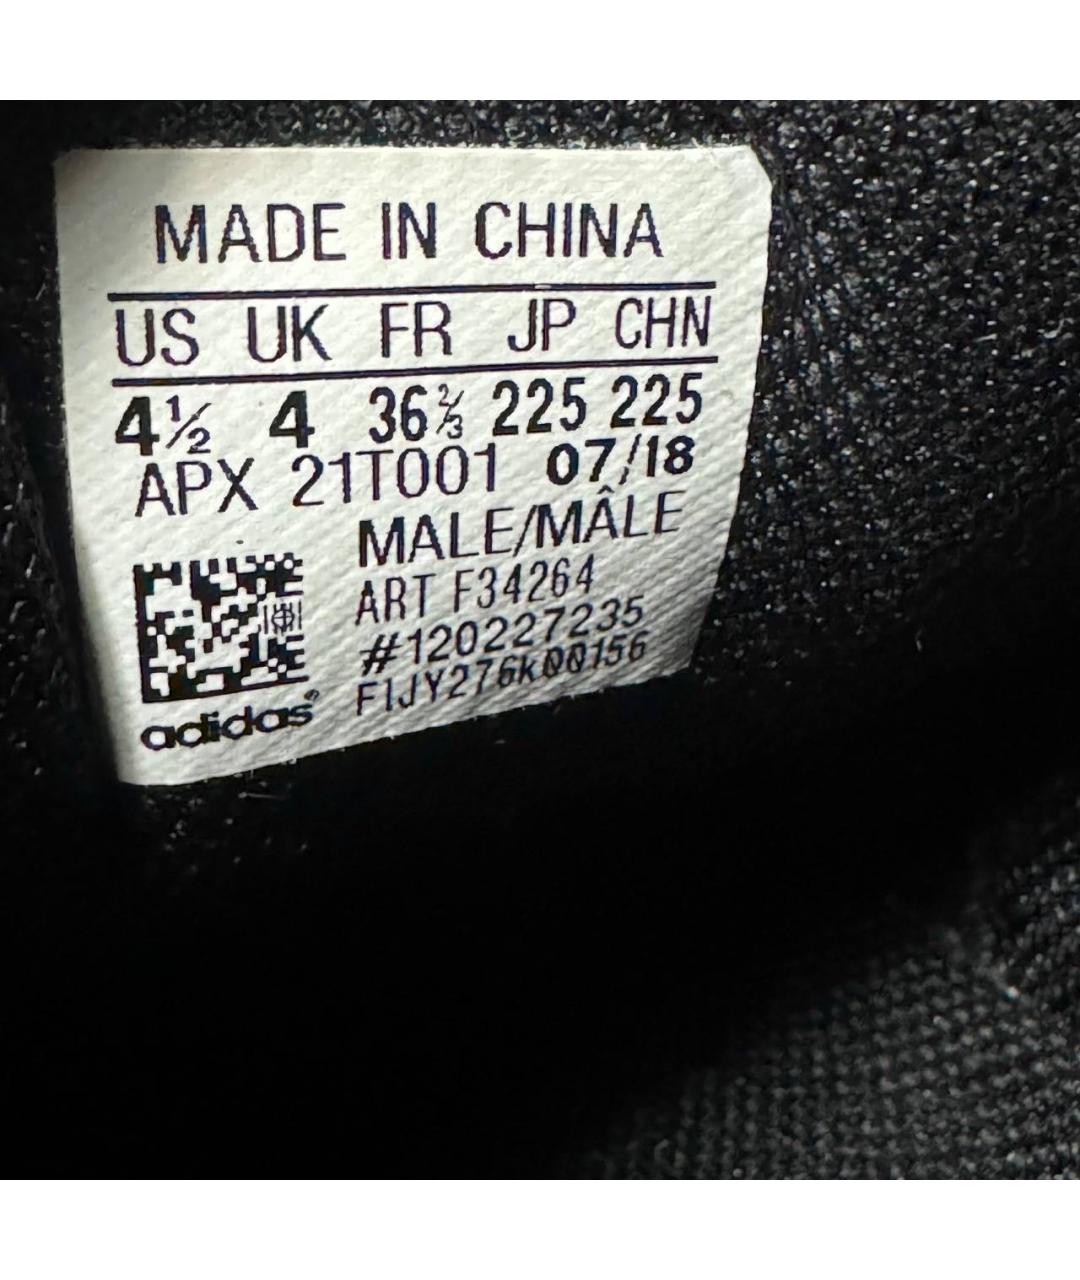 MADE IN CHINA
US UK FR JP CHN
4½ 4 36⅔ 225 225
APX 21T001 07/18
MALE/MÂLE
ART F34264
#120227235
F1JY276K00156
adidas®